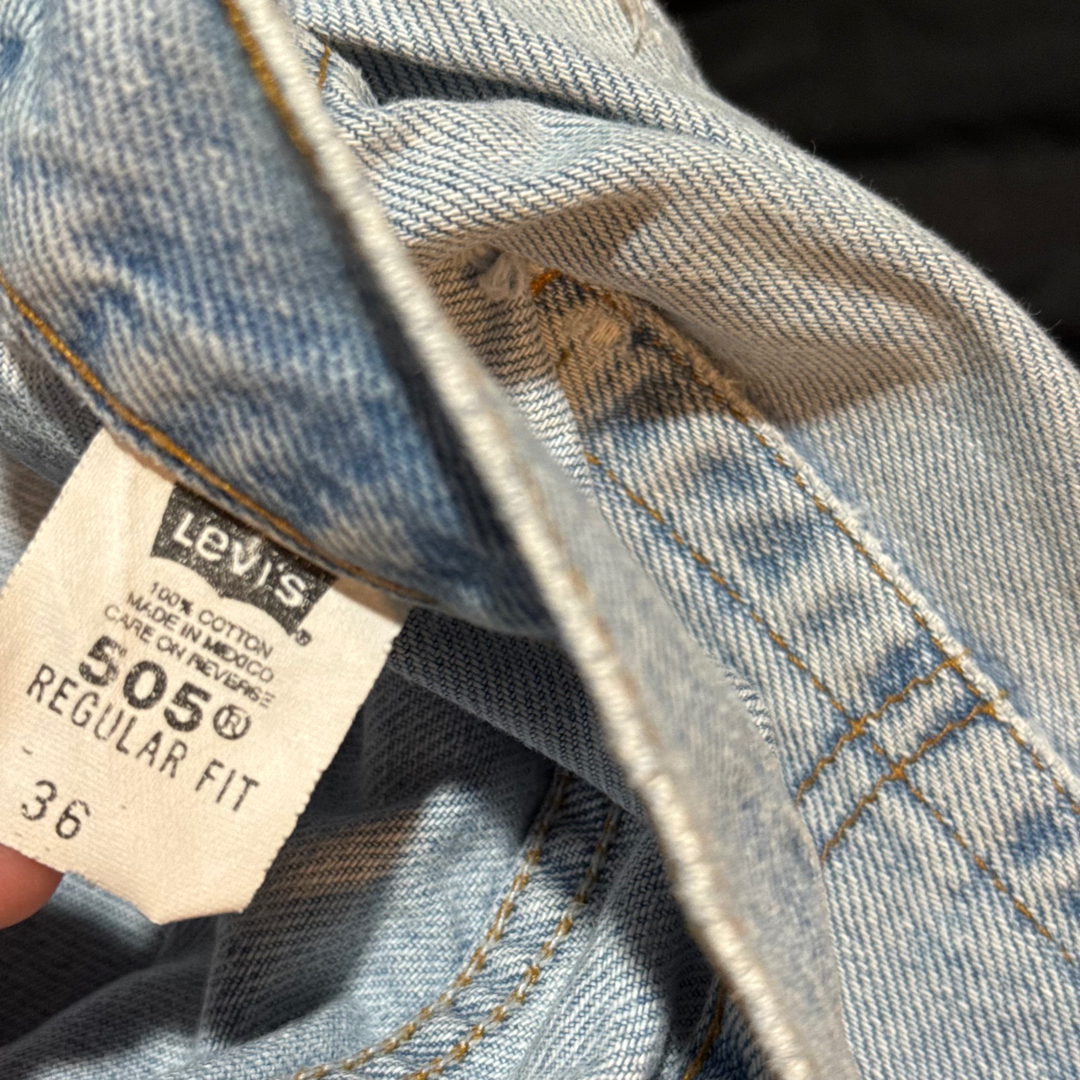 Levi's®
100% COTTON
MADE IN MEXICO
CARE ON REVERSE
505®
REGULAR FIT
36